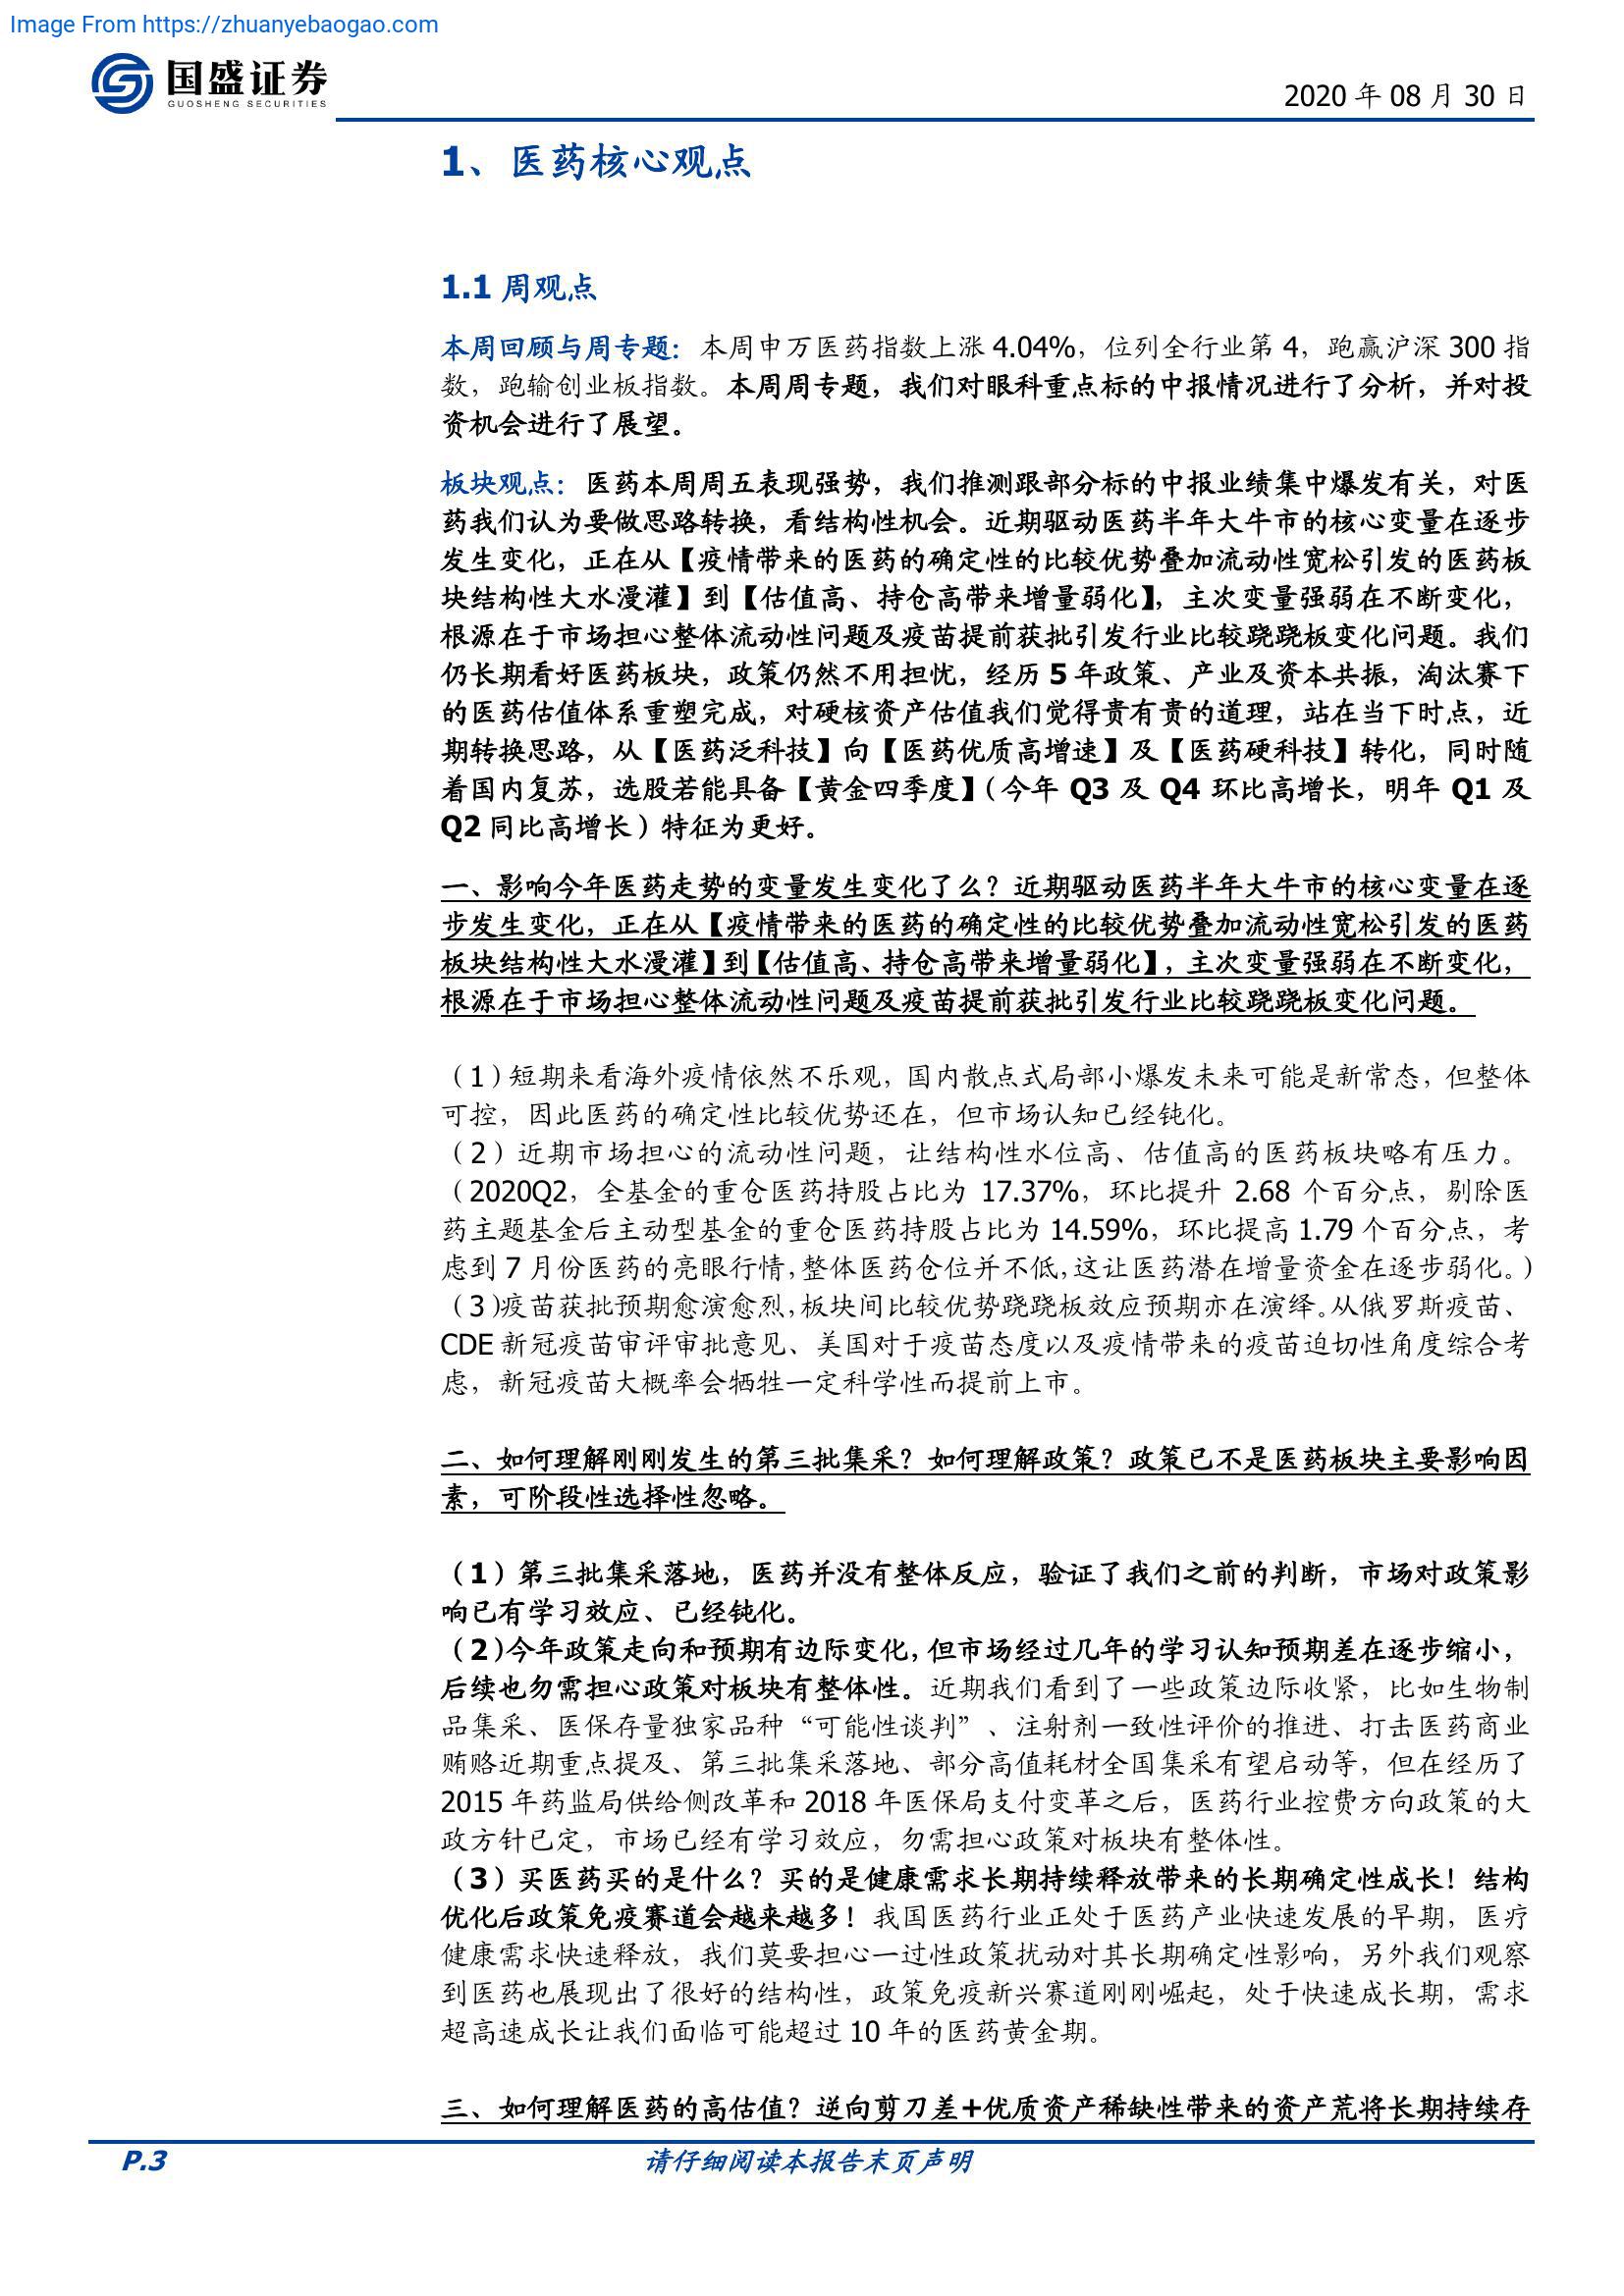 Image From https://zhuanyebaogao.com
国盛证券
GUOSHENG SECURITIES
2020 年 08 月 30 日
1、医药核心观点
1.1 周观点
本周回顾与周专题：本周申万医药指数上涨 4.04%，位列全行业第 4，跑赢沪深 300 指
数，跑输创业板指数。本周周专题，我们对眼科重点标的中报情况进行了分析，并对投
资机会进行了展望。
板块观点：医药本周周五表现强势，我们推测跟部分标的中报业绩集中爆发有关，对医
药我们认为要做思路转换，看结构性机会。近期驱动医药半年大牛市的核心变量在逐步
发生变化，正在从【疫情带来的医药的确定性的比较优势叠加流动性宽松引发的医药板
块结构性大水漫灌】到【估值高、持仓高带来增量弱化】，主次变量强弱在不断变化，
根源在于市场担心整体流动性问题及疫苗提前获批引发行业比较跷跷板变化问题。我们
仍长期看好医药板块，政策仍然不用担忧，经历 5 年政策、产业及资本共振，淘汰赛下
的医药估值体系重塑完成，对硬核资产估值我们觉得贵有贵的道理，站在当下时点，近
期转换思路，从【医药泛科技】向【医药优质高增速】及【医药硬科技】转化，同时随
着国内复苏，选股若能具备【黄金四季度】（今年 Q3 及 Q4 环比高增长，明年 Q1 及
Q2 同比高增长）特征为更好。
一、影响今年医药走势的变量发生变化了么？近期驱动医药半年大牛市的核心变量在逐
步发生变化，正在从【疫情带来的医药的确定性的比较优势叠加流动性宽松引发的医药
板块结构性大水漫灌】到【估值高、持仓高带来增量弱化】，主次变量强弱在不断变化，
根源在于市场担心整体流动性问题及疫苗提前获批引发行业比较跷跷板变化问题。
（1）短期来看海外疫情依然不乐观，国内散点式局部小爆发未来可能是新常态，但整体
可控，因此医药的确定性比较优势还在，但市场认知已经钝化。
（2）近期市场担心的流动性问题，让结构性水位高、估值高的医药板块略有压力。
（2020Q2，全基金的重仓医药持股占比为 17.37%，环比提升 2.68 个百分点，剔除医
药主题基金后主动型基金的重仓医药持股占比为 14.59%，环比提高 1.79 个百分点，考
虑到 7 月份医药的亮眼行情，整体医药仓位并不低，这让医药潜在增量资金在逐步弱化。）
（3）疫苗获批预期愈演愈烈，板块间比较优势跷跷板效应预期亦在演绎。从俄罗斯疫苗、
CDE 新冠疫苗审评审批意见、美国对于疫苗态度以及疫情带来的疫苗迫切性角度综合考
虑，新冠疫苗大概率会牺牲一定科学性而提前上市。
二、如何理解刚刚发生的第三批集采？如何理解政策？政策已不是医药板块主要影响因
素，可阶段性选择性忽略。
（1）第三批集采落地，医药并没有整体反应，验证了我们之前的判断，市场对政策影
响已有学习效应、已经钝化。
（2）今年政策走向和预期有边际变化，但市场经过几年的学习认知预期差在逐步缩小，
后续也勿需担心政策对板块有整体性。近期我们看到了一些政策边际收紧，比如生物制
品集采、医保存量独家品种“可能性谈判”、注射剂一致性评价的推进、打击医药商业
贿赂近期重点提及、第三批集采落地、部分高值耗材全国集采有望启动等，但在经历了
2015 年药监局供给侧改革和 2018 年医保局支付变革之后，医药行业控费方向政策的大
政方针已定，市场已经有学习效应，勿需担心政策对板块有整体性。
（3）买医药买的是什么？买的是健康需求长期持续释放带来的长期确定性成长！结构
优化后政策免疫赛道会越来越多！我国医药行业正处于医药产业快速发展的早期，医疗
健康需求快速释放，我们莫要担心一过性政策扰动对其长期确定性影响，另外我们观察
到医药也展现出了很好的结构性，政策免疫新兴赛道刚刚崛起，处于快速成长期，需求
超高速成长让我们面临可能超过 10 年的医药黄金期。
三、如何理解医药的高估值？逆向剪刀差+优质资产稀缺性带来的资产荒将长期持续存
P.3
请仔细阅读本报告末页声明